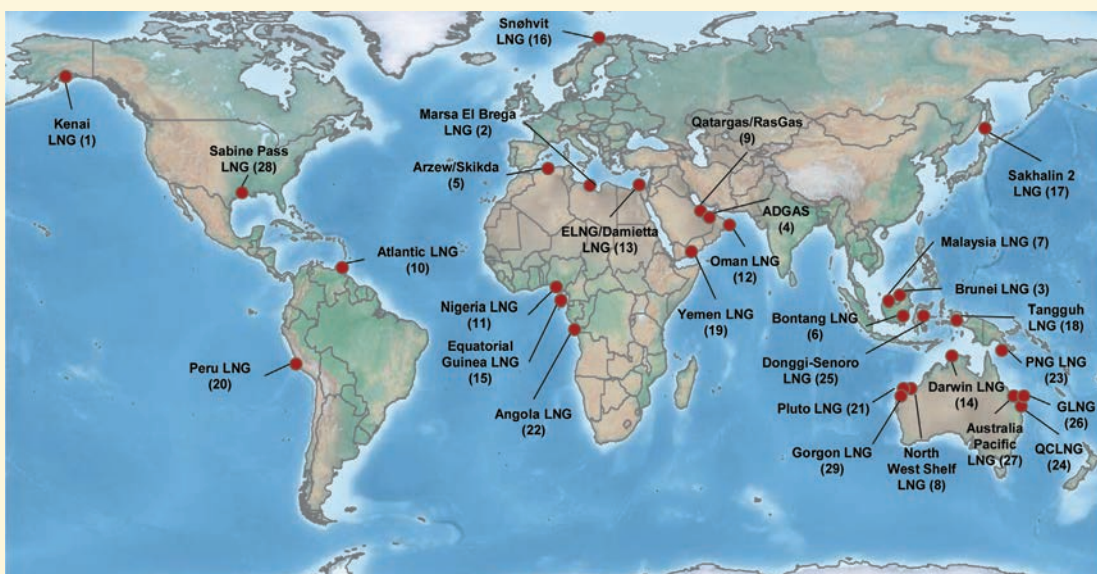 Snøhvit
LNG (16)
Kenai
LNG (1)
Marsa El Brega
LNG (2)
Qatargas/RasGas
(9)
Sabine Pass
LNG (28)
Arzew/Skikda
(5)
Sakhalin 2
LNG (17)
ADGAS
(4)
ELNG/Damietta
LNG (13)
Atlantic LNG
(10)
Oman LNG
(12)
Malaysia LNG (7)
Brunei LNG (3)
Nigeria LNG
(11)
Yemen LNG
(19)
Bontang LNG
(6)
Tangguh
LNG (18)
Equatorial
Guinea LNG
(15)
Donggi-Senoro
LNG (25)
PNG LNG
(23)
Peru LNG
(20)
Darwin LNG
(14)
Angola LNG
(22)
Pluto LNG (21)
GLNG
(26)
Australia
Pacific
LNG (27)
Gorgon LNG
(29)
North
West Shelf
LNG (8)
QCLNG
(24)